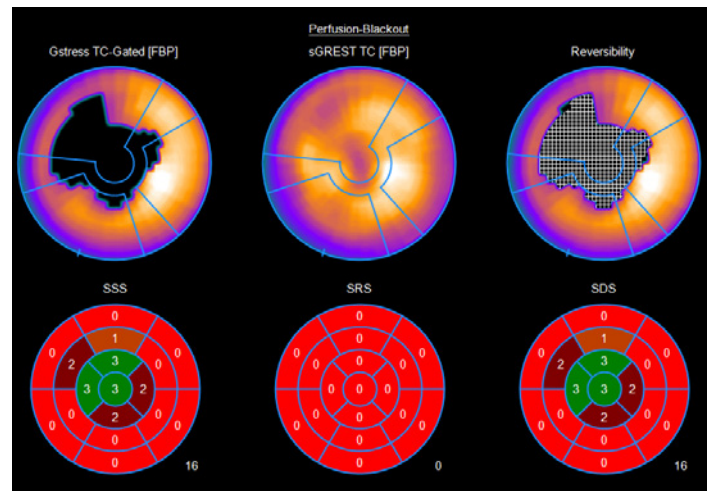 Perfusion-Blackout
Gstress TC-Gated [FBP] sGREST TC [FBP] Reversibility
SSS SRS SDS
0 0 0
1 0 1
0 0 0 0 0 0
3 0 3
2 0 0 0 2 0
3 3 2 0 0 0 3 3 2
0 0 0 0 0 0
2 0 2
0 0 0 0 0 0
0 0 0
0 0 0
16 0 16